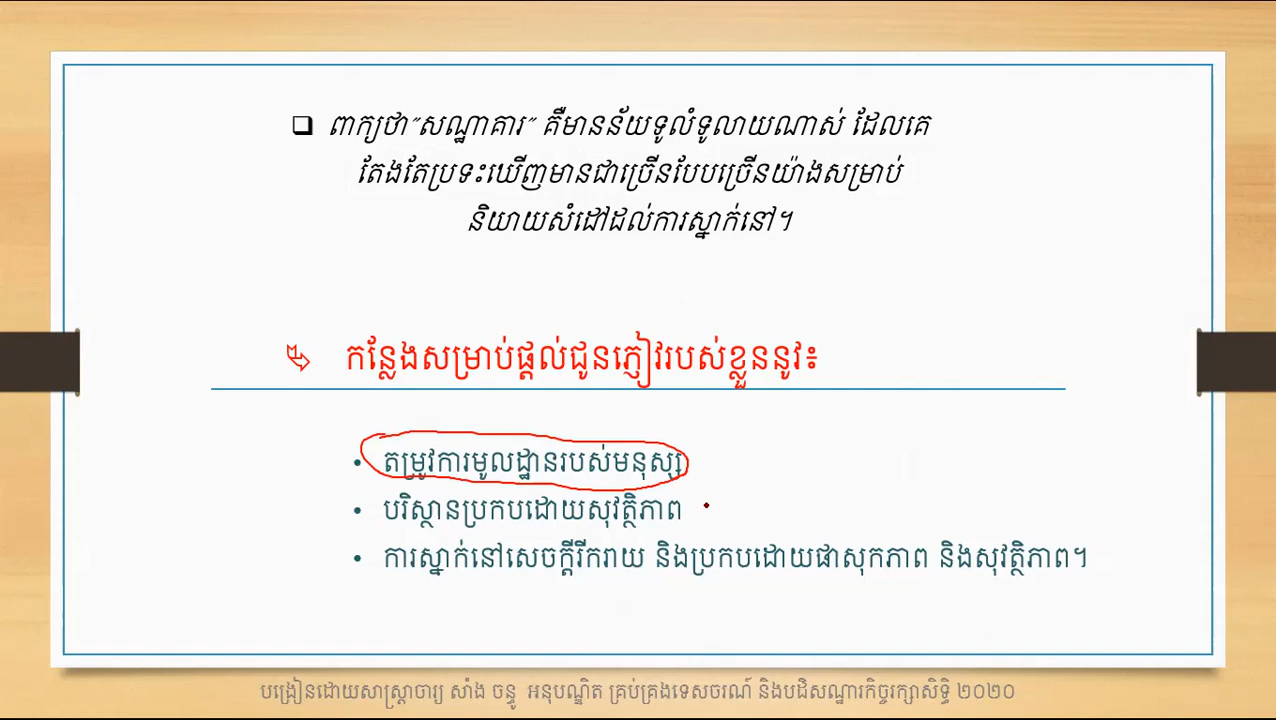 ពាក្យថា"សណ្ឋាគារ" គឺមានន័យទូលំទូលាយណាស់ ដែលគេ
តែងតែប្រទះឃើញមានជាច្រើនបែបច្រើនយ៉ាងសម្រាប់
និយាយសំដៅដល់ការស្នាក់នៅ។
កន្លែងសម្រាប់ផ្តល់ជូនភ្ញៀវរបស់ខ្លួននូវ៖
• តម្រូវការមូលដ្ឋានរបស់មនុស្ស
• បរិស្ថានប្រកបដោយសុវត្ថិភាព
• ការស្នាក់នៅសេចក្តីរីករាយ និងប្រកបដោយផាសុកភាព និងសុវត្ថិភាព។
បង្រៀនដោយសាស្ត្រាចារ្យ សាំង ចន្ធូ អនុបណ្ឌិត គ្រប់គ្រងទេសចរណ៍ និងបដិសណ្ឋារកិច្ចរក្សាសិទ្ធិ ២០២០